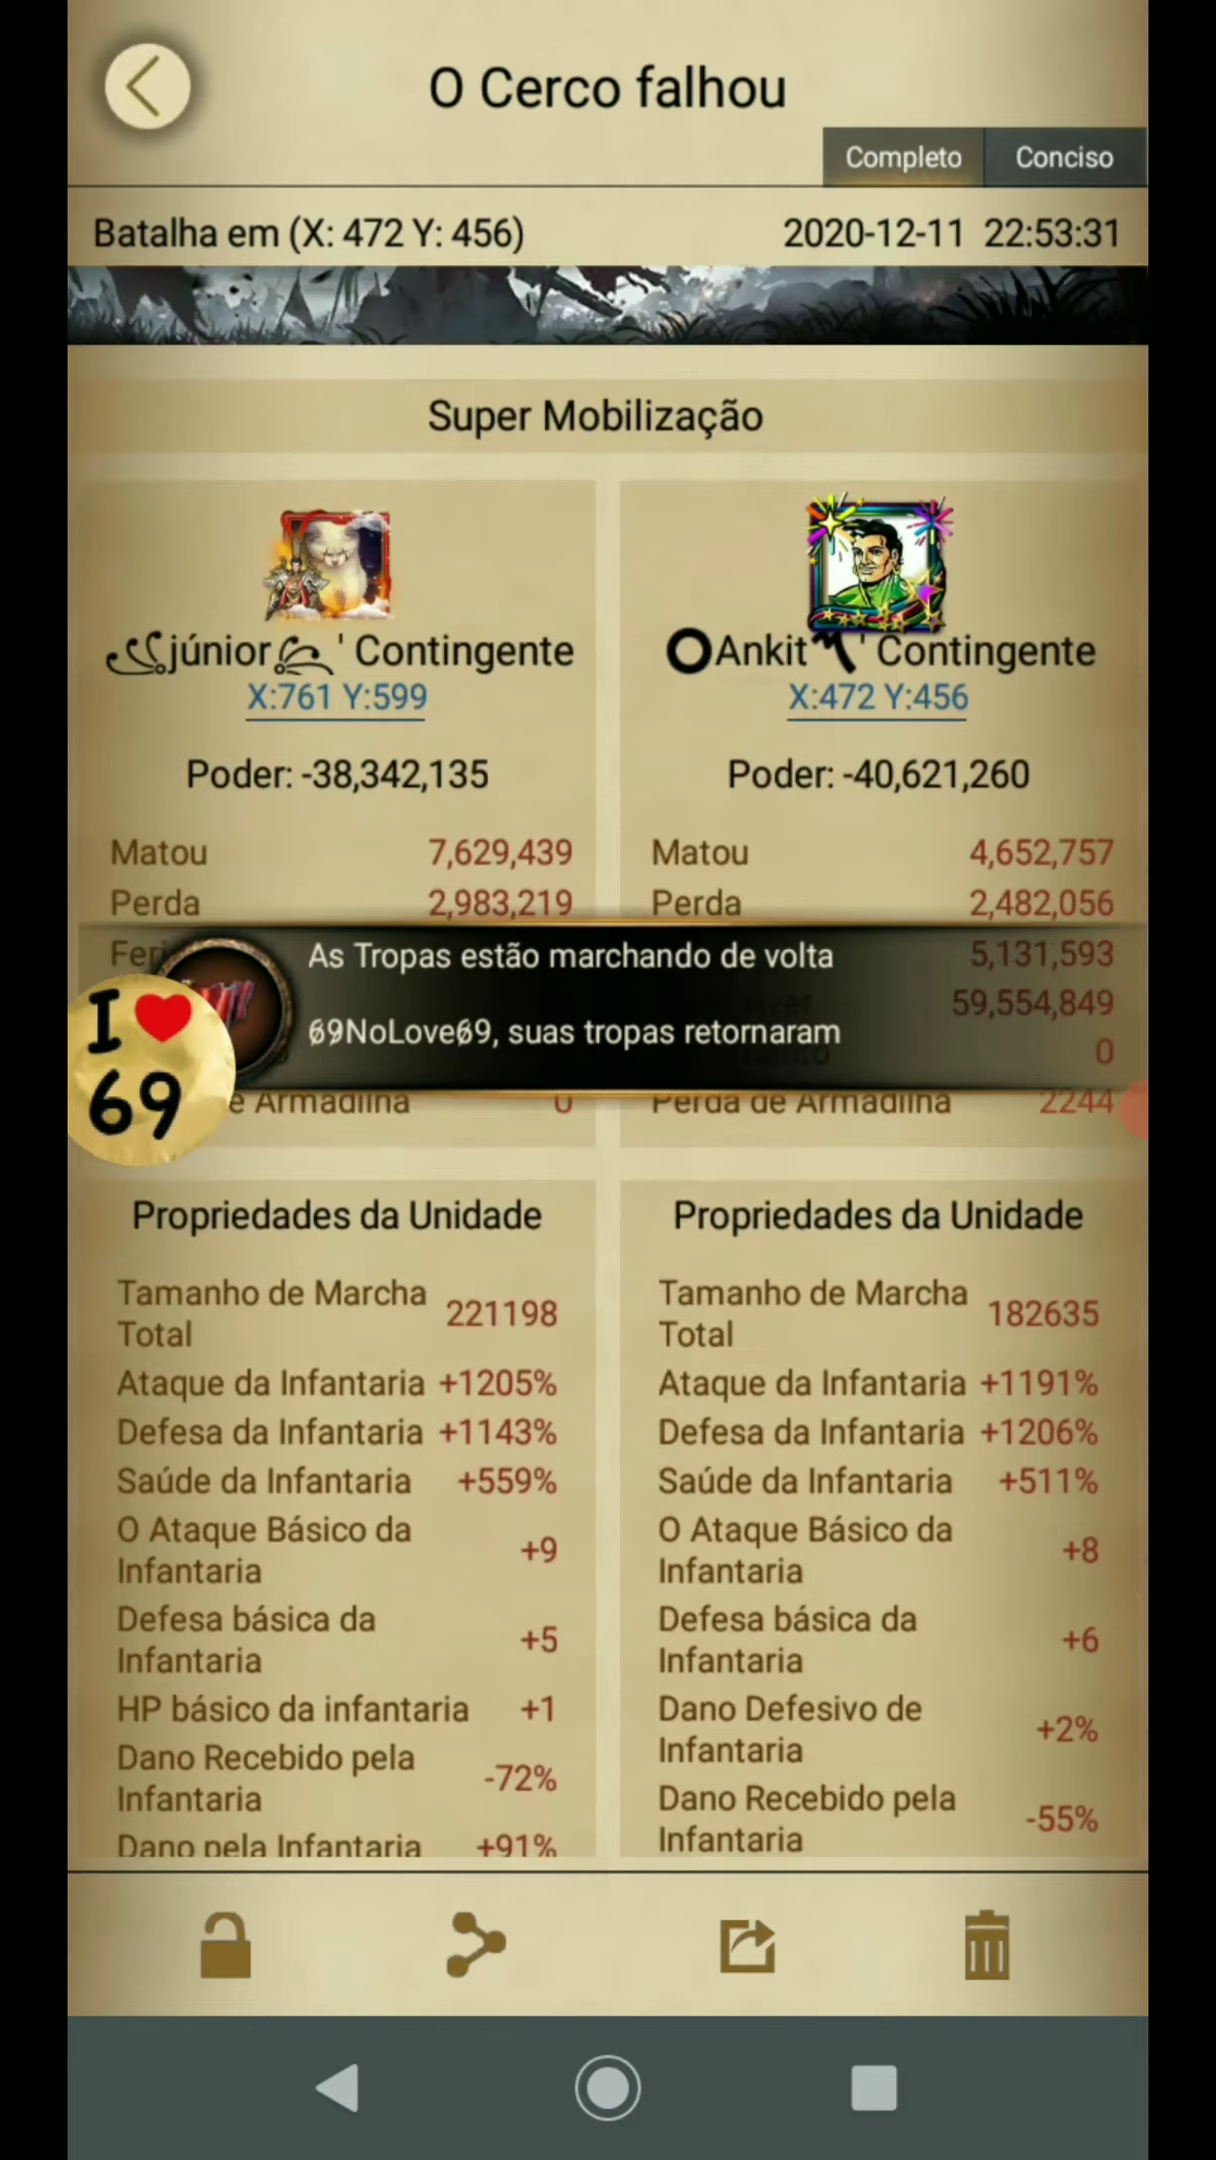 O Cerco falhou
Completo Conciso
Batalha em (X: 472 Y: 456) 2020-12-11 22:53:31
Super Mobilização
júnior ' Contingente
Ankit ' Contingente
X:761 Y:599
X:472 Y:456
Poder: -38,342,135
Poder: -40,621,260
Matou 7,629,439
Matou 4,652,757
Perda 2,983,219
Perda 2,482,056
5,131,593
59,554,849
0
As Tropas estão marchando de volta
69NoLove69, suas tropas retornaram
I ❤
69
e Armadilha 0
Perda de Armadilha 2244
Propriedades da Unidade
Tamanho de Marcha
Total 221198
Ataque da Infantaria +1205%
Defesa da Infantaria +1143%
Saúde da Infantaria +559%
O Ataque Básico da
Infantaria +9
Defesa básica da
Infantaria +5
HP básico da infantaria +1
Dano Recebido pela
Infantaria -72%
Dano pela Infantaria +91%
Propriedades da Unidade
Tamanho de Marcha
Total 182635
Ataque da Infantaria +1191%
Defesa da Infantaria +1206%
Saúde da Infantaria +511%
O Ataque Básico da
Infantaria +8
Defesa básica da
Infantaria +6
Dano Defesivo de
Infantaria +2%
Dano Recebido pela
Infantaria -55%